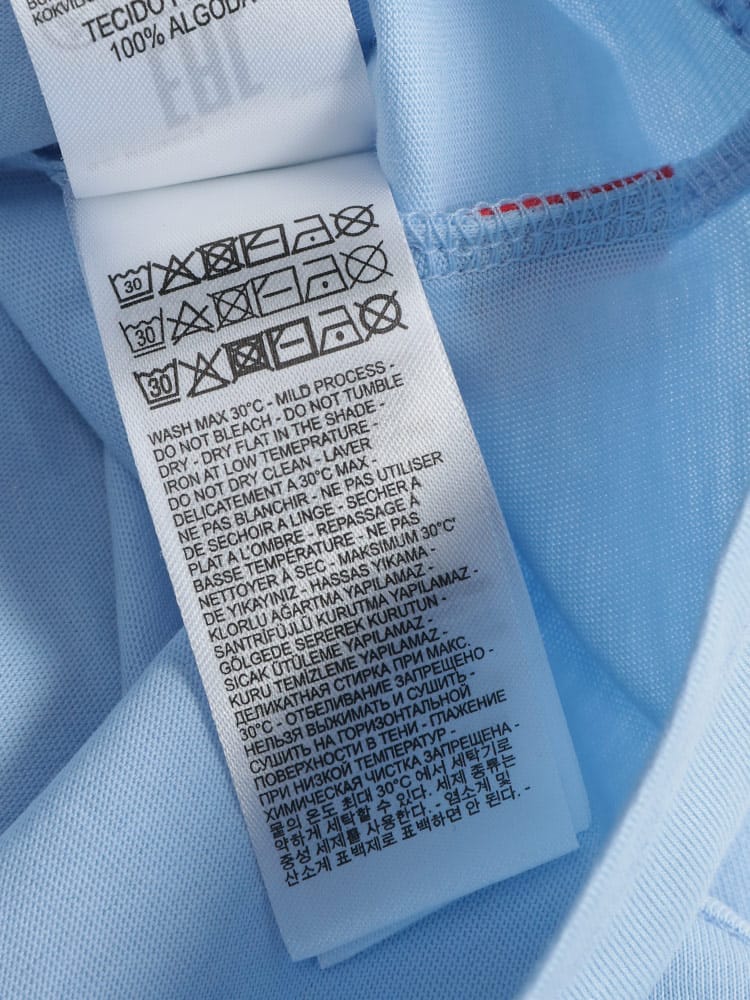 TECIDO
100% ALGODA
30
30
30
WASH MAX 30°C - MILD PROCESS -
DO NOT BLEACH - DO NOT TUMBLE
DRY - DRY FLAT IN THE SHADE -
IRON AT LOW TEMEPRATURE -
DO NOT DRY CLEAN - LAVER
DELICATEMENT A 30°C MAX -
NE PAS BLANCHIR - NE PAS UTILISER
DE SECHOIR A LINGE - SECHER A
PLAT A L'OMBRE - REPASSAGE À
BASSE TEMPÉRATURE - NE PAS
NETTOYER À SEC - MAKSIMUM 30°C'
DE YIKAYINIZ - HASSAS YIKAMA -
KLORLU AĞARTMA YAPILAMAZ -
SANTRİFÜJLÜ KURUTMA YAPILAMAZ -
GÖLGEDE SEREREK KURUTUN -
SICAK ÜTÜLEME YAPILAMAZ -
KURU TEMİZLEME YAPILAMAZ -
ДЕЛИКАТНАЯ СТИРКА ПРИ МАКС.
30°C - ОТБЕЛИВАНИЕ ЗАПРЕЩЕНО -
НЕЛЬЗЯ ВЫЖИМАТЬ И СУШИТЬ -
СУШИТЬ НА ГОРИЗОНТАЛЬНОЙ
ПОВЕРХНОСТИ В ТЕНИ - ГЛАЖЕНИЕ
ПРИ НИЗКОЙ ТЕМПЕРАТУР -
ХИМИЧЕСКАЯ ЧИСТКА ЗАПРЕЩЕНА -
물의 온도 최대 30°C 에서 세탁기로
약하게 세탁할 수 있다. 세제 종류는
중성 세제를 사용한다. - 염소계 및
산소계 표백제로 표백하면 안 된다. -